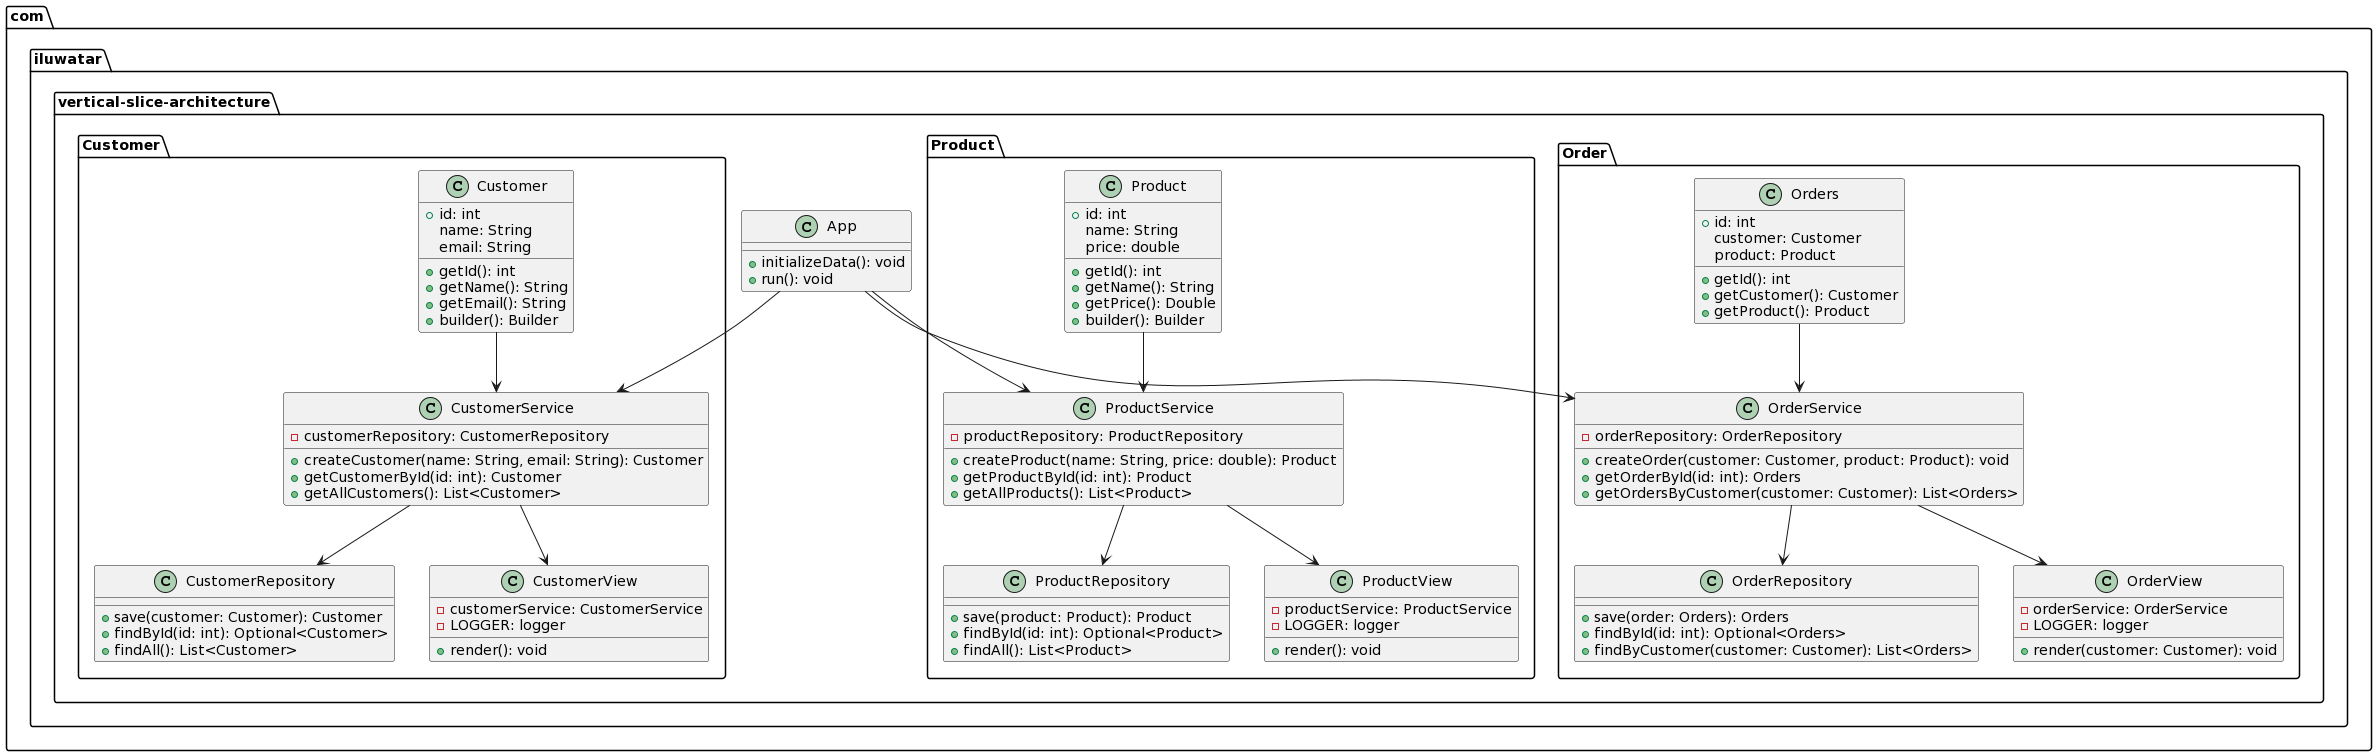 com
iluwatar
vertical-slice-architecture
Customer
C Customer
id: int
name: String
email: String
getId(): int
getName(): String
getEmail(): String
builder(): Builder
C App
initializeData(): void
run(): void
Product
C Product
id: int
name: String
price: double
getId(): int
getName(): String
getPrice(): Double
builder(): Builder
Order
C Orders
id: int
customer: Customer
product: Product
getId(): int
getCustomer(): Customer
getProduct(): Product
C CustomerService
customerRepository: CustomerRepository
createCustomer(name: String, email: String): Customer
getCustomerById(id: int): Customer
getAllCustomers(): List<Customer>
C ProductService
productRepository: ProductRepository
createProduct(name: String, price: double): Product
getProductById(id: int): Product
getAllProducts(): List<Product>
C OrderService
orderRepository: OrderRepository
createOrder(customer: Customer, product: Product): void
getOrderById(id: int): Orders
getOrdersByCustomer(customer: Customer): List<Orders>
C CustomerRepository
save(customer: Customer): Customer
findById(id: int): Optional<Customer>
findAll(): List<Customer>
C CustomerView
customerService: CustomerService
LOGGER: logger
render(): void
C ProductRepository
save(product: Product): Product
findById(id: int): Optional<Product>
findAll(): List<Product>
C ProductView
productService: ProductService
LOGGER: logger
render(): void
C OrderRepository
save(order: Orders): Orders
findById(id: int): Optional<Orders>
findByCustomer(customer: Customer): List<Orders>
C OrderView
orderService: OrderService
LOGGER: logger
render(customer: Customer): void